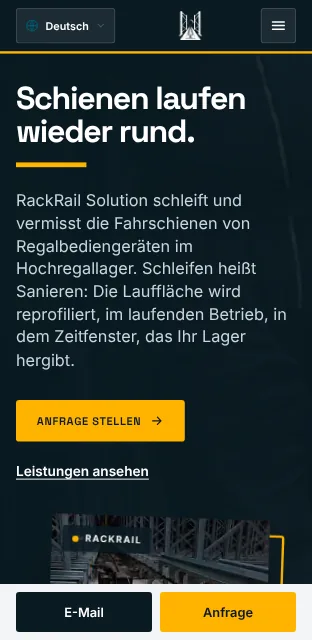 Deutsch
Schienen laufen
wieder rund.
RackRail Solution schleift und
vermisst die Fahrschienen von
Regalbediengeräten im
Hochregallager. Schleifen heißt
Sanieren: Die Lauffläche wird
reprofiliert, im laufenden Betrieb, in
dem Zeitfenster, das Ihr Lager
hergibt.
ANFRAGE STELLEN →
Leistungen ansehen
RACKRAIL
E-Mail
Anfrage